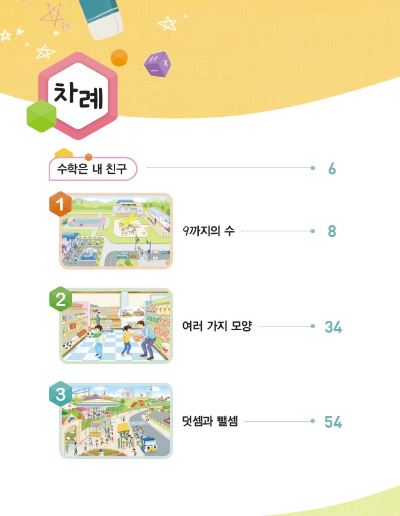 차례
수학은 내 친구 6
1
9까지의 수 8
2
여러 가지 모양 34
3
덧셈과 뺄셈 54